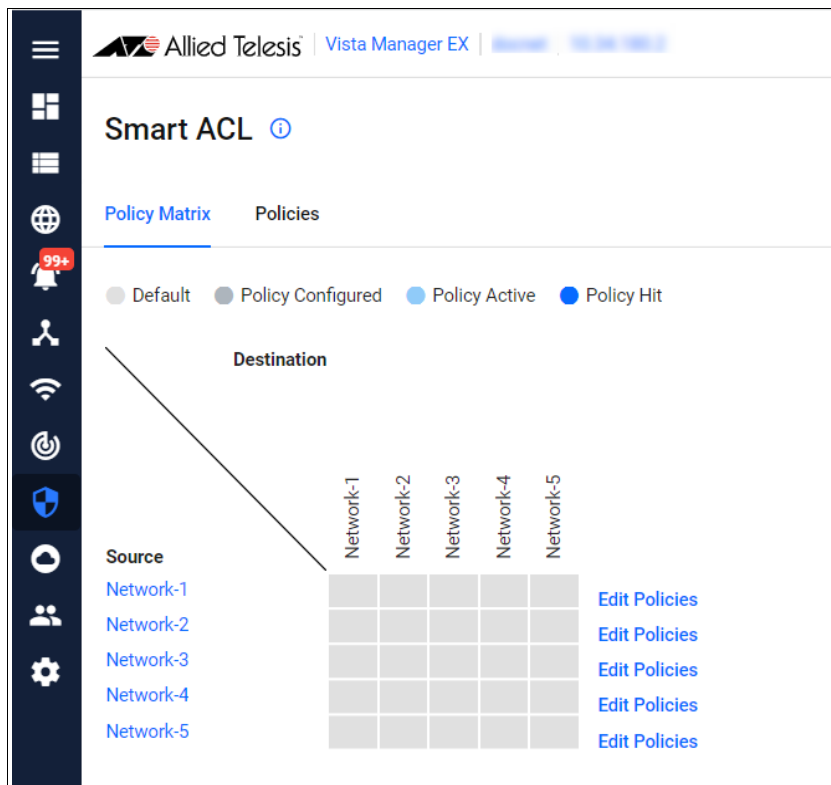 Allied Telesis Vista Manager EX
Smart ACL
Policy Matrix Policies
99+
Default Policy Configured Policy Active Policy Hit
Destination
Network-1 Network-2 Network-3 Network-4 Network-5
Source
Network-1 Edit Policies
Network-2 Edit Policies
Network-3 Edit Policies
Network-4 Edit Policies
Network-5 Edit Policies